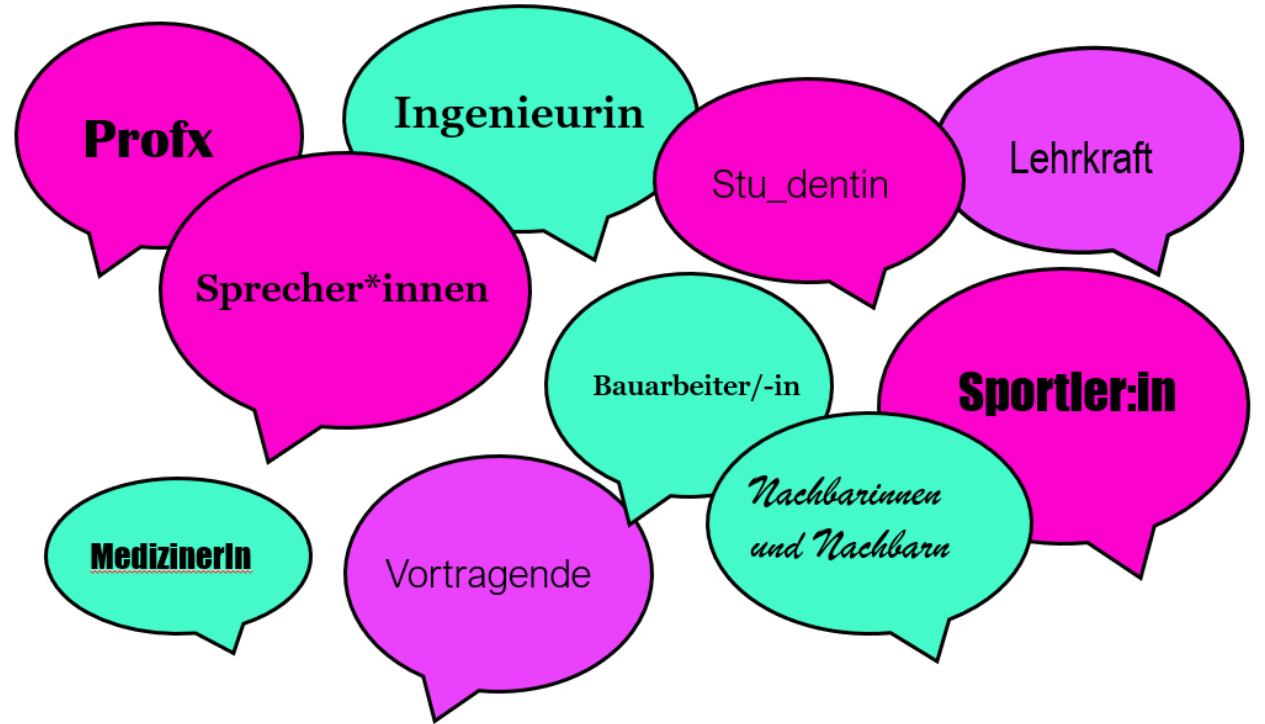 Profx
Ingenieurin
Stu_dentin
Lehrkraft
Sprecher*innen
Bauarbeiter/-in
Sportler:in
Nachbarinnen
und Nachbarn
MedizinerIn
Vortragende